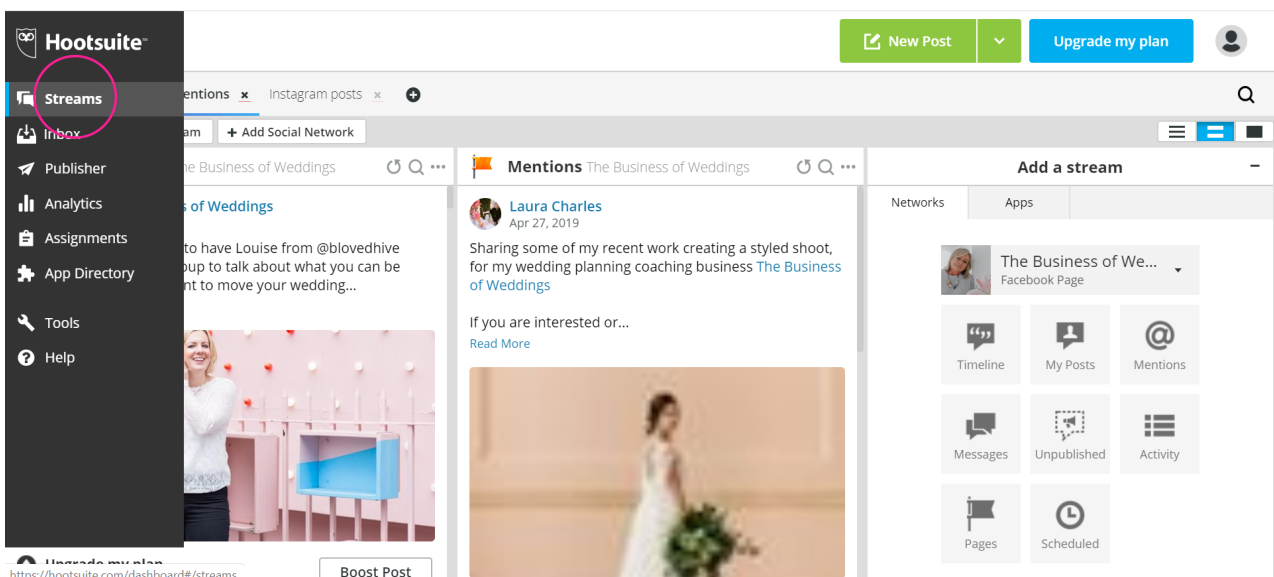 Hootsuite™
New Post
Upgrade my plan
Streams
Inbox
Publisher
Analytics
Assignments
App Directory
Tools
Help
Upgrade my plan
https://hootsuite.com/dashboard#/streams
entions x Instagram posts x
am + Add Social Network
he Business of Weddings
s of Weddings
to have Louise from @blovedhive
oup to talk about what you can be
nt to move your wedding...
Boost Post
Mentions The Business of Weddings
Laura Charles
Apr 27, 2019
Sharing some of my recent work creating a styled shoot,
for my wedding planning coaching business The Business
of Weddings
If you are interested or...
Read More
Add a stream
Networks Apps
The Business of We...
Facebook Page
Timeline My Posts Mentions
Messages Unpublished Activity
Pages Scheduled